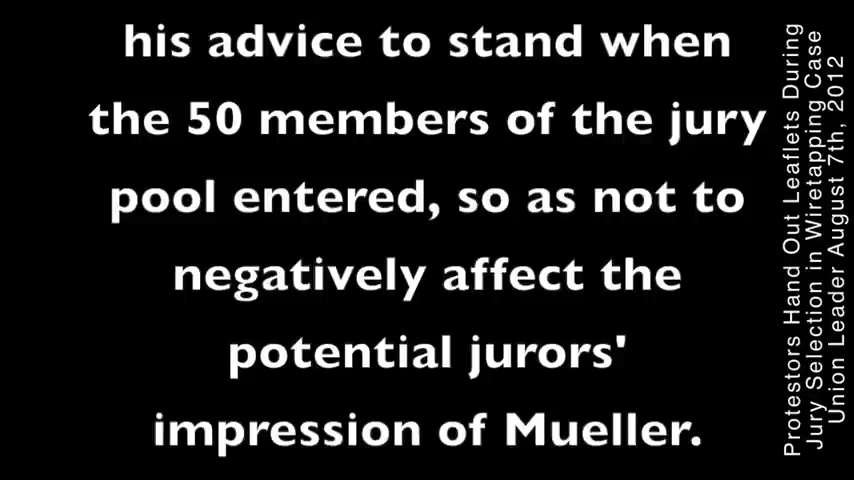 his advice to stand when
the 50 members of the jury
pool entered, so as not to
negatively affect the
potential jurors'
impression of Mueller.
Protestors Hand Out Leaflets During
Jury Selection in Wiretapping Case
Union Leader August 7th, 2012